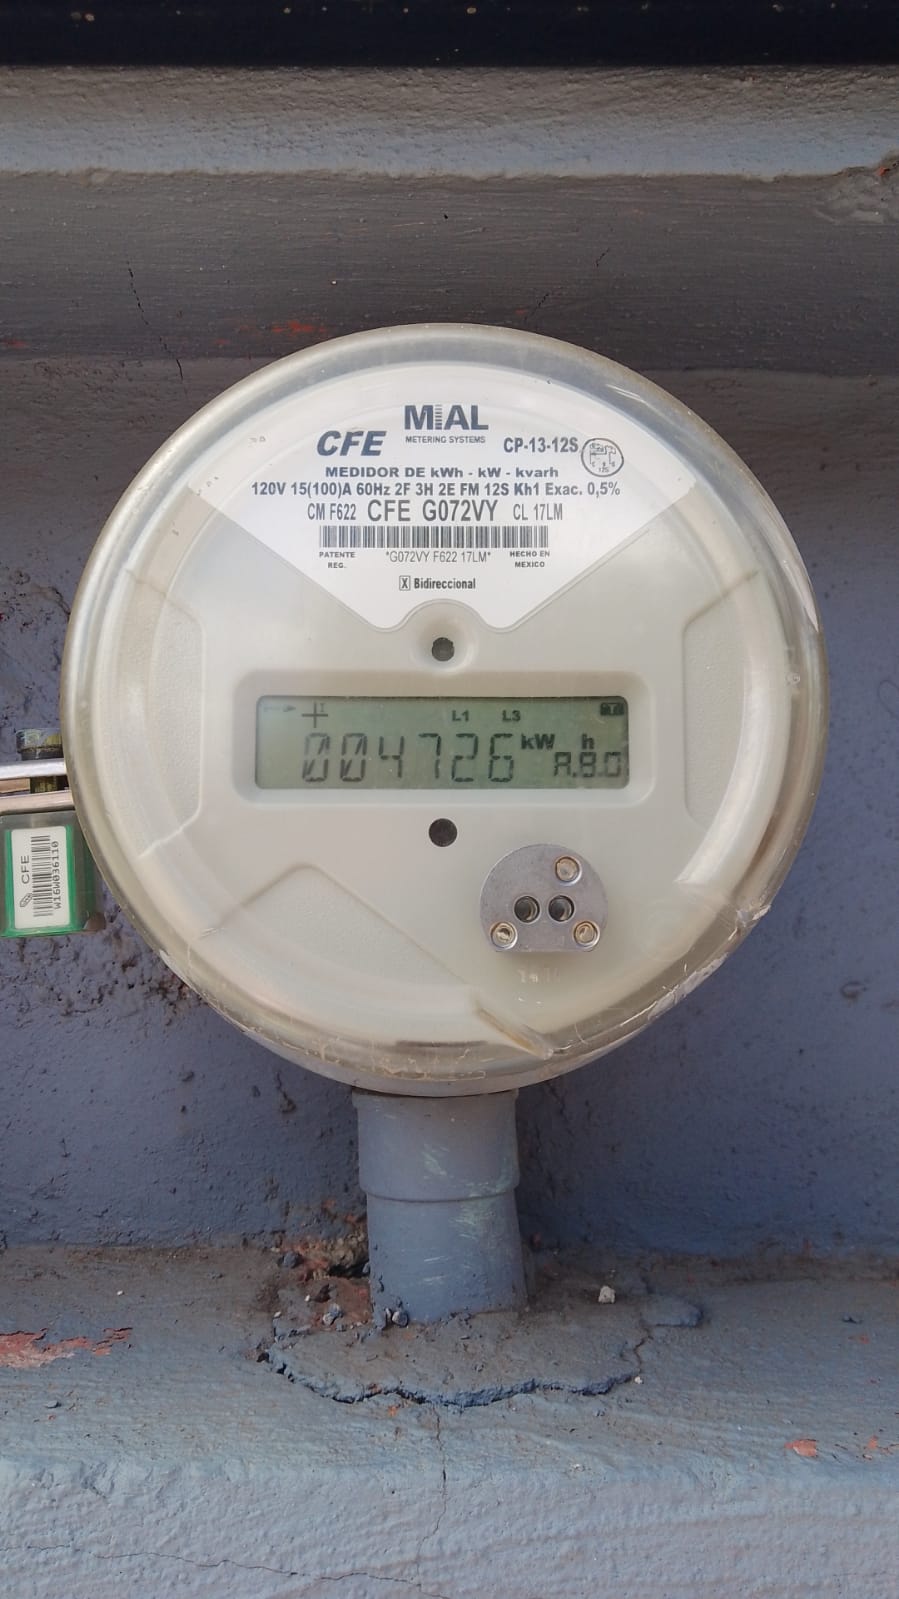 MIAL
METERING SYSTEMS
CFE
CP-13-12S
MEDIDOR DE kWh - kW - kvarh
120V 15(100)A 60Hz 2F 3H 2E FM 12S Kh1 Exac. 0,5%
CM F622 CFE G072VY CL 17LM
PATENTE REG.
*G072VY F622 17LM*
HECHO EN MEXICO
X Bidireccional
L1 L3
004726 kW h A.B.0
CFE
W16W036110